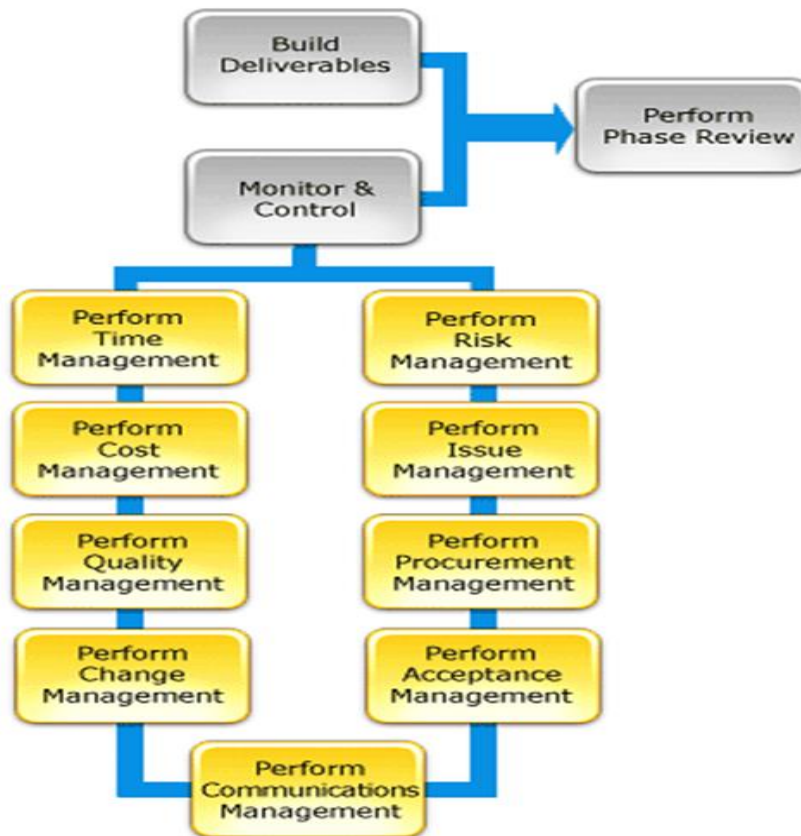 Build
Deliverables
Perform
Phase Review
Monitor &
Control
Perform
Time
Management
Perform
Risk
Management
Perform
Cost
Management
Perform
Issue
Management
Perform
Quality
Management
Perform
Procurement
Management
Perform
Change
Management
Perform
Acceptance
Management
Perform
Communications
Management